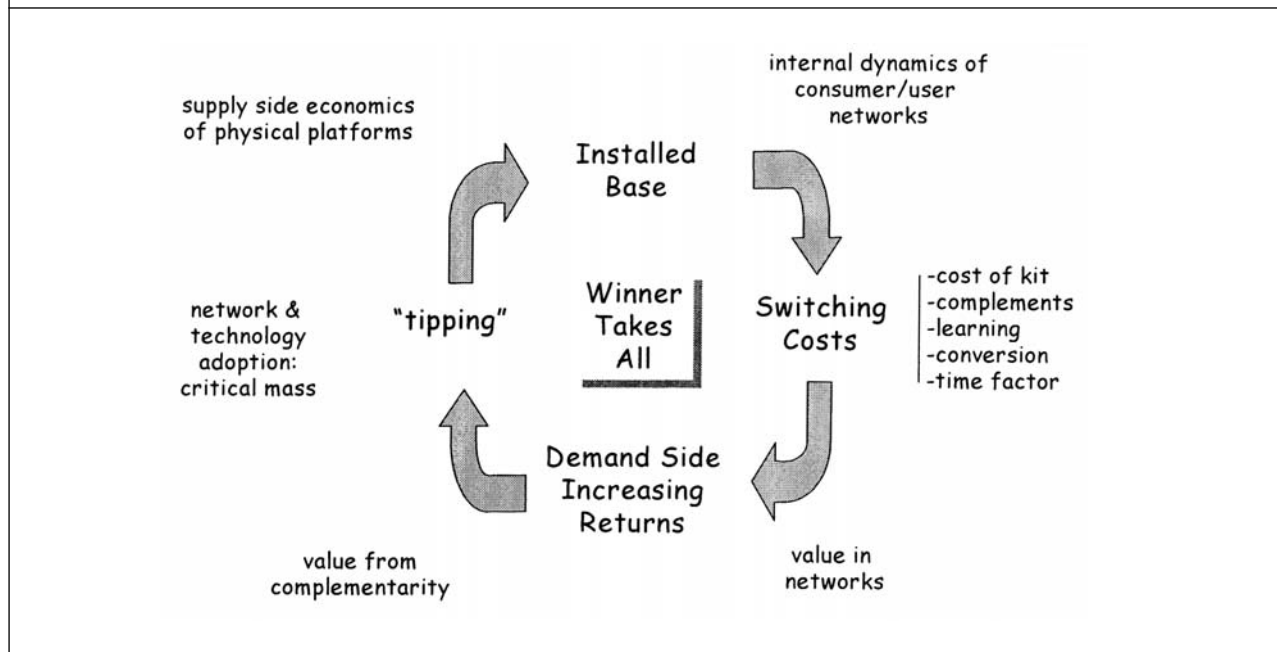 supply side economics
of physical platforms
internal dynamics of
consumer/user
networks
Installed
Base
network &
technology
adoption:
critical mass
“tipping”
Winner
Takes
All
Switching
Costs
-cost of kit
-complements
-learning
-conversion
-time factor
Demand Side
Increasing
Returns
value from
complementarity
value in
networks